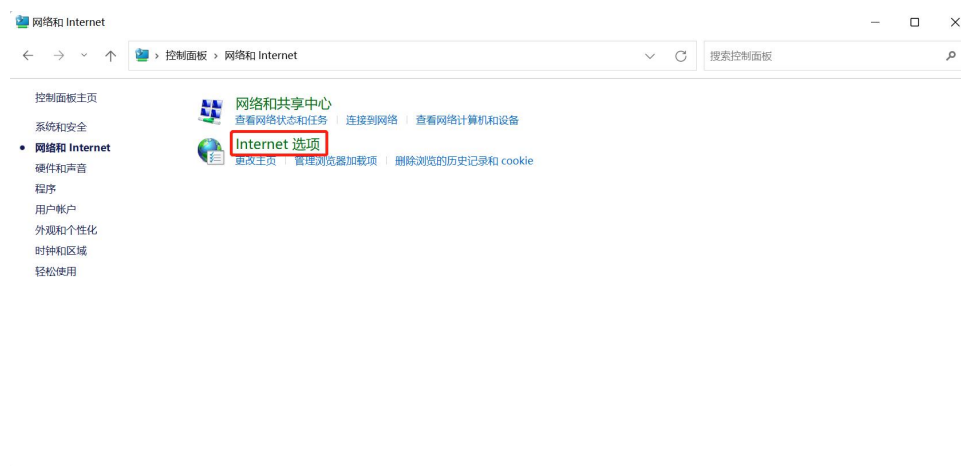 网络和 Internet
控制面板 › 网络和 Internet
搜索控制面板
控制面板主页
系统和安全
网络和 Internet
硬件和声音
程序
用户帐户
外观和个性化
时钟和区域
轻松使用
网络和共享中心
查看网络状态和任务 | 连接到网络 | 查看网络计算机和设备
Internet 选项
更改主页 | 管理浏览器加载项 | 删除浏览的历史记录和 cookie